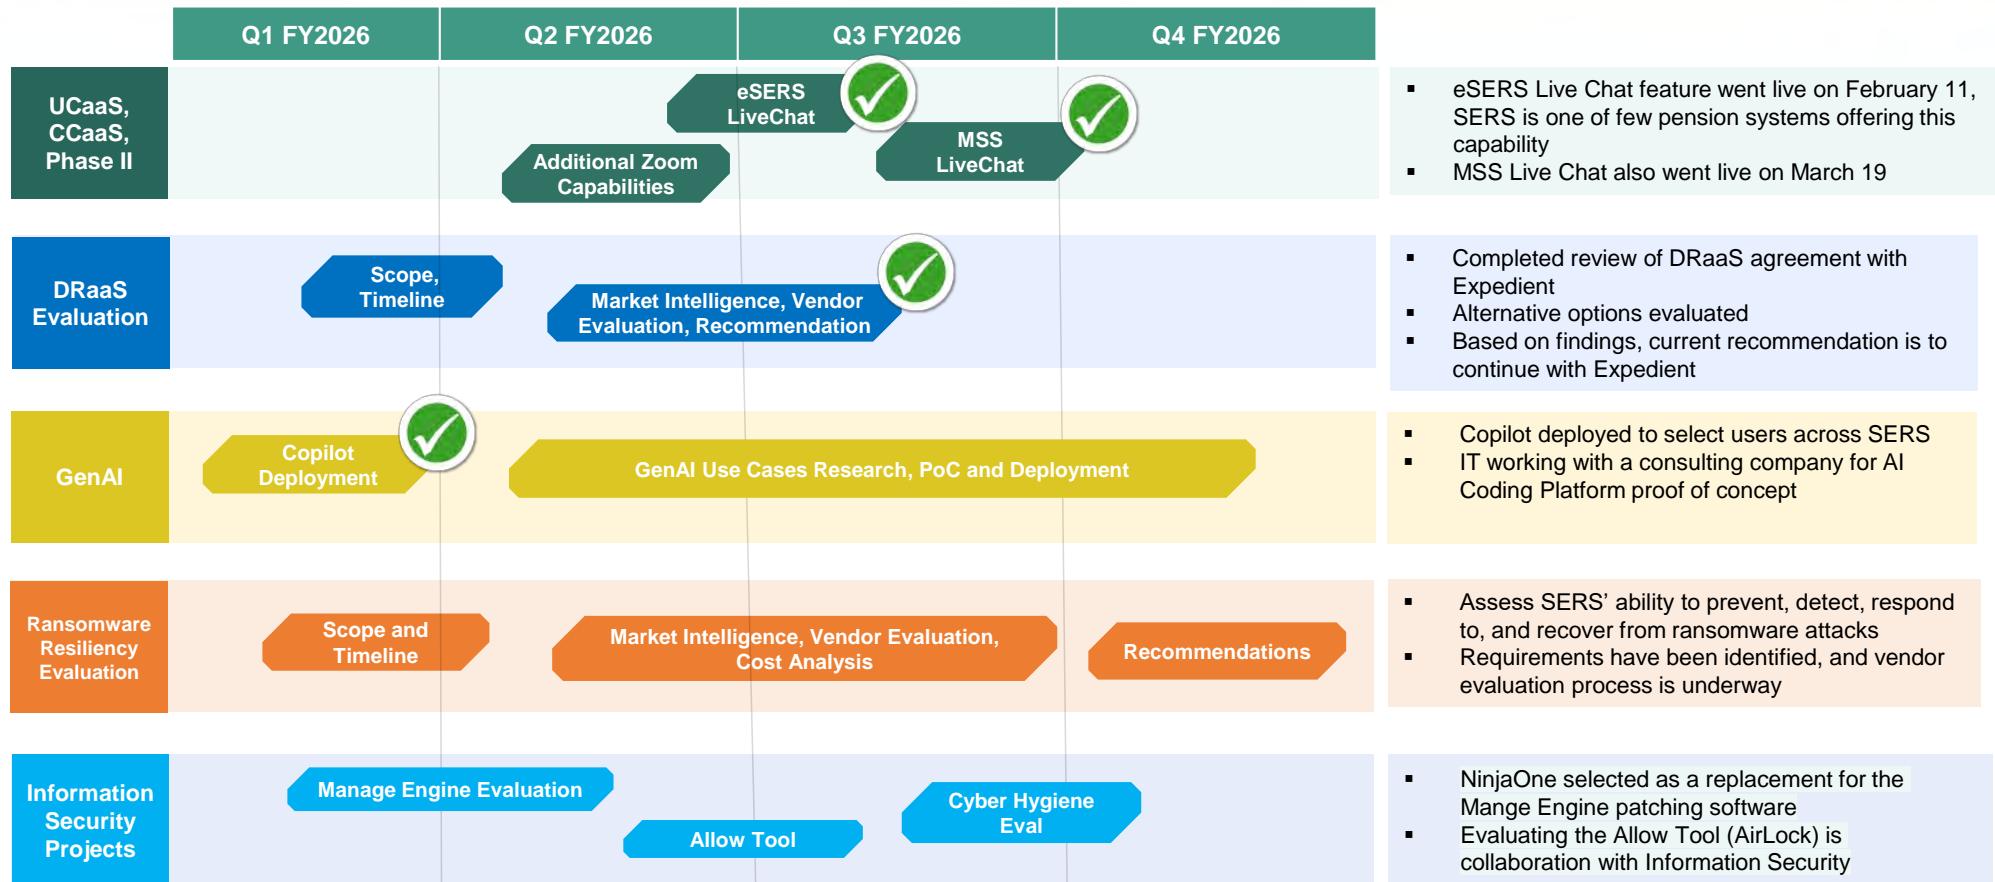 Q1 FY2026
Q2 FY2026
Q3 FY2026
Q4 FY2026
UCaaS,
CCaaS,
Phase II
eSERS
LiveChat
MSS
LiveChat
Additional Zoom
Capabilities
▪ eSERS Live Chat feature went live on February 11,
SERS is one of few pension systems offering this
capability
▪ MSS Live Chat also went live on March 19
DRaaS
Evaluation
Scope,
Timeline
Market Intelligence, Vendor
Evaluation, Recommendation
▪ Completed review of DRaaS agreement with
Expedient
▪ Alternative options evaluated
▪ Based on findings, current recommendation is to
continue with Expedient
GenAI
Copilot
Deployment
GenAI Use Cases Research, PoC and Deployment
▪ Copilot deployed to select users across SERS
▪ IT working with a consulting company for AI
Coding Platform proof of concept
Ransomware
Resiliency
Evaluation
Scope and
Timeline
Market Intelligence, Vendor Evaluation,
Cost Analysis
Recommendations
▪ Assess SERS’ ability to prevent, detect, respond
to, and recover from ransomware attacks
▪ Requirements have been identified, and vendor
evaluation process is underway
Information
Security
Projects
Manage Engine Evaluation
Allow Tool
Cyber Hygiene
Eval
▪ NinjaOne selected as a replacement for the
Mange Engine patching software
▪ Evaluating the Allow Tool (AirLock) is
collaboration with Information Security